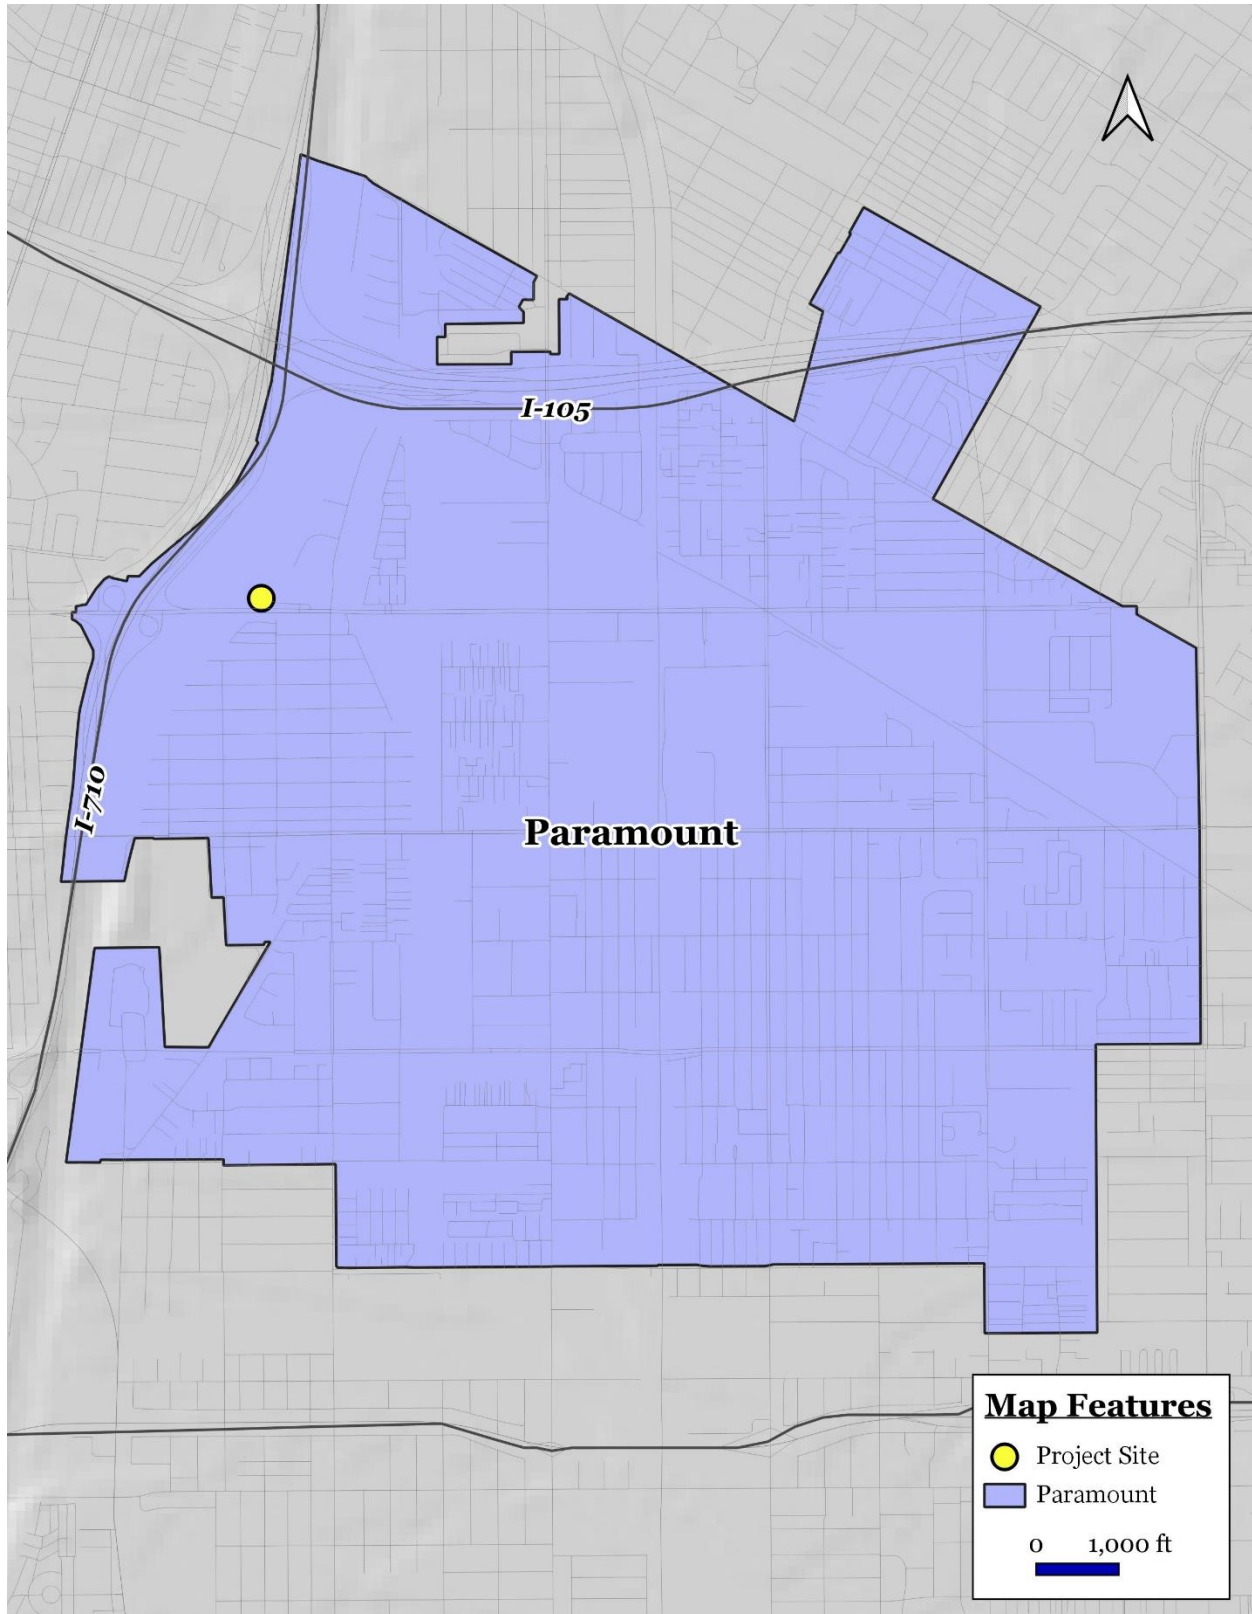 I-105
I-710
Paramount
Map Features
Project Site
Paramount
0 1,000 ft